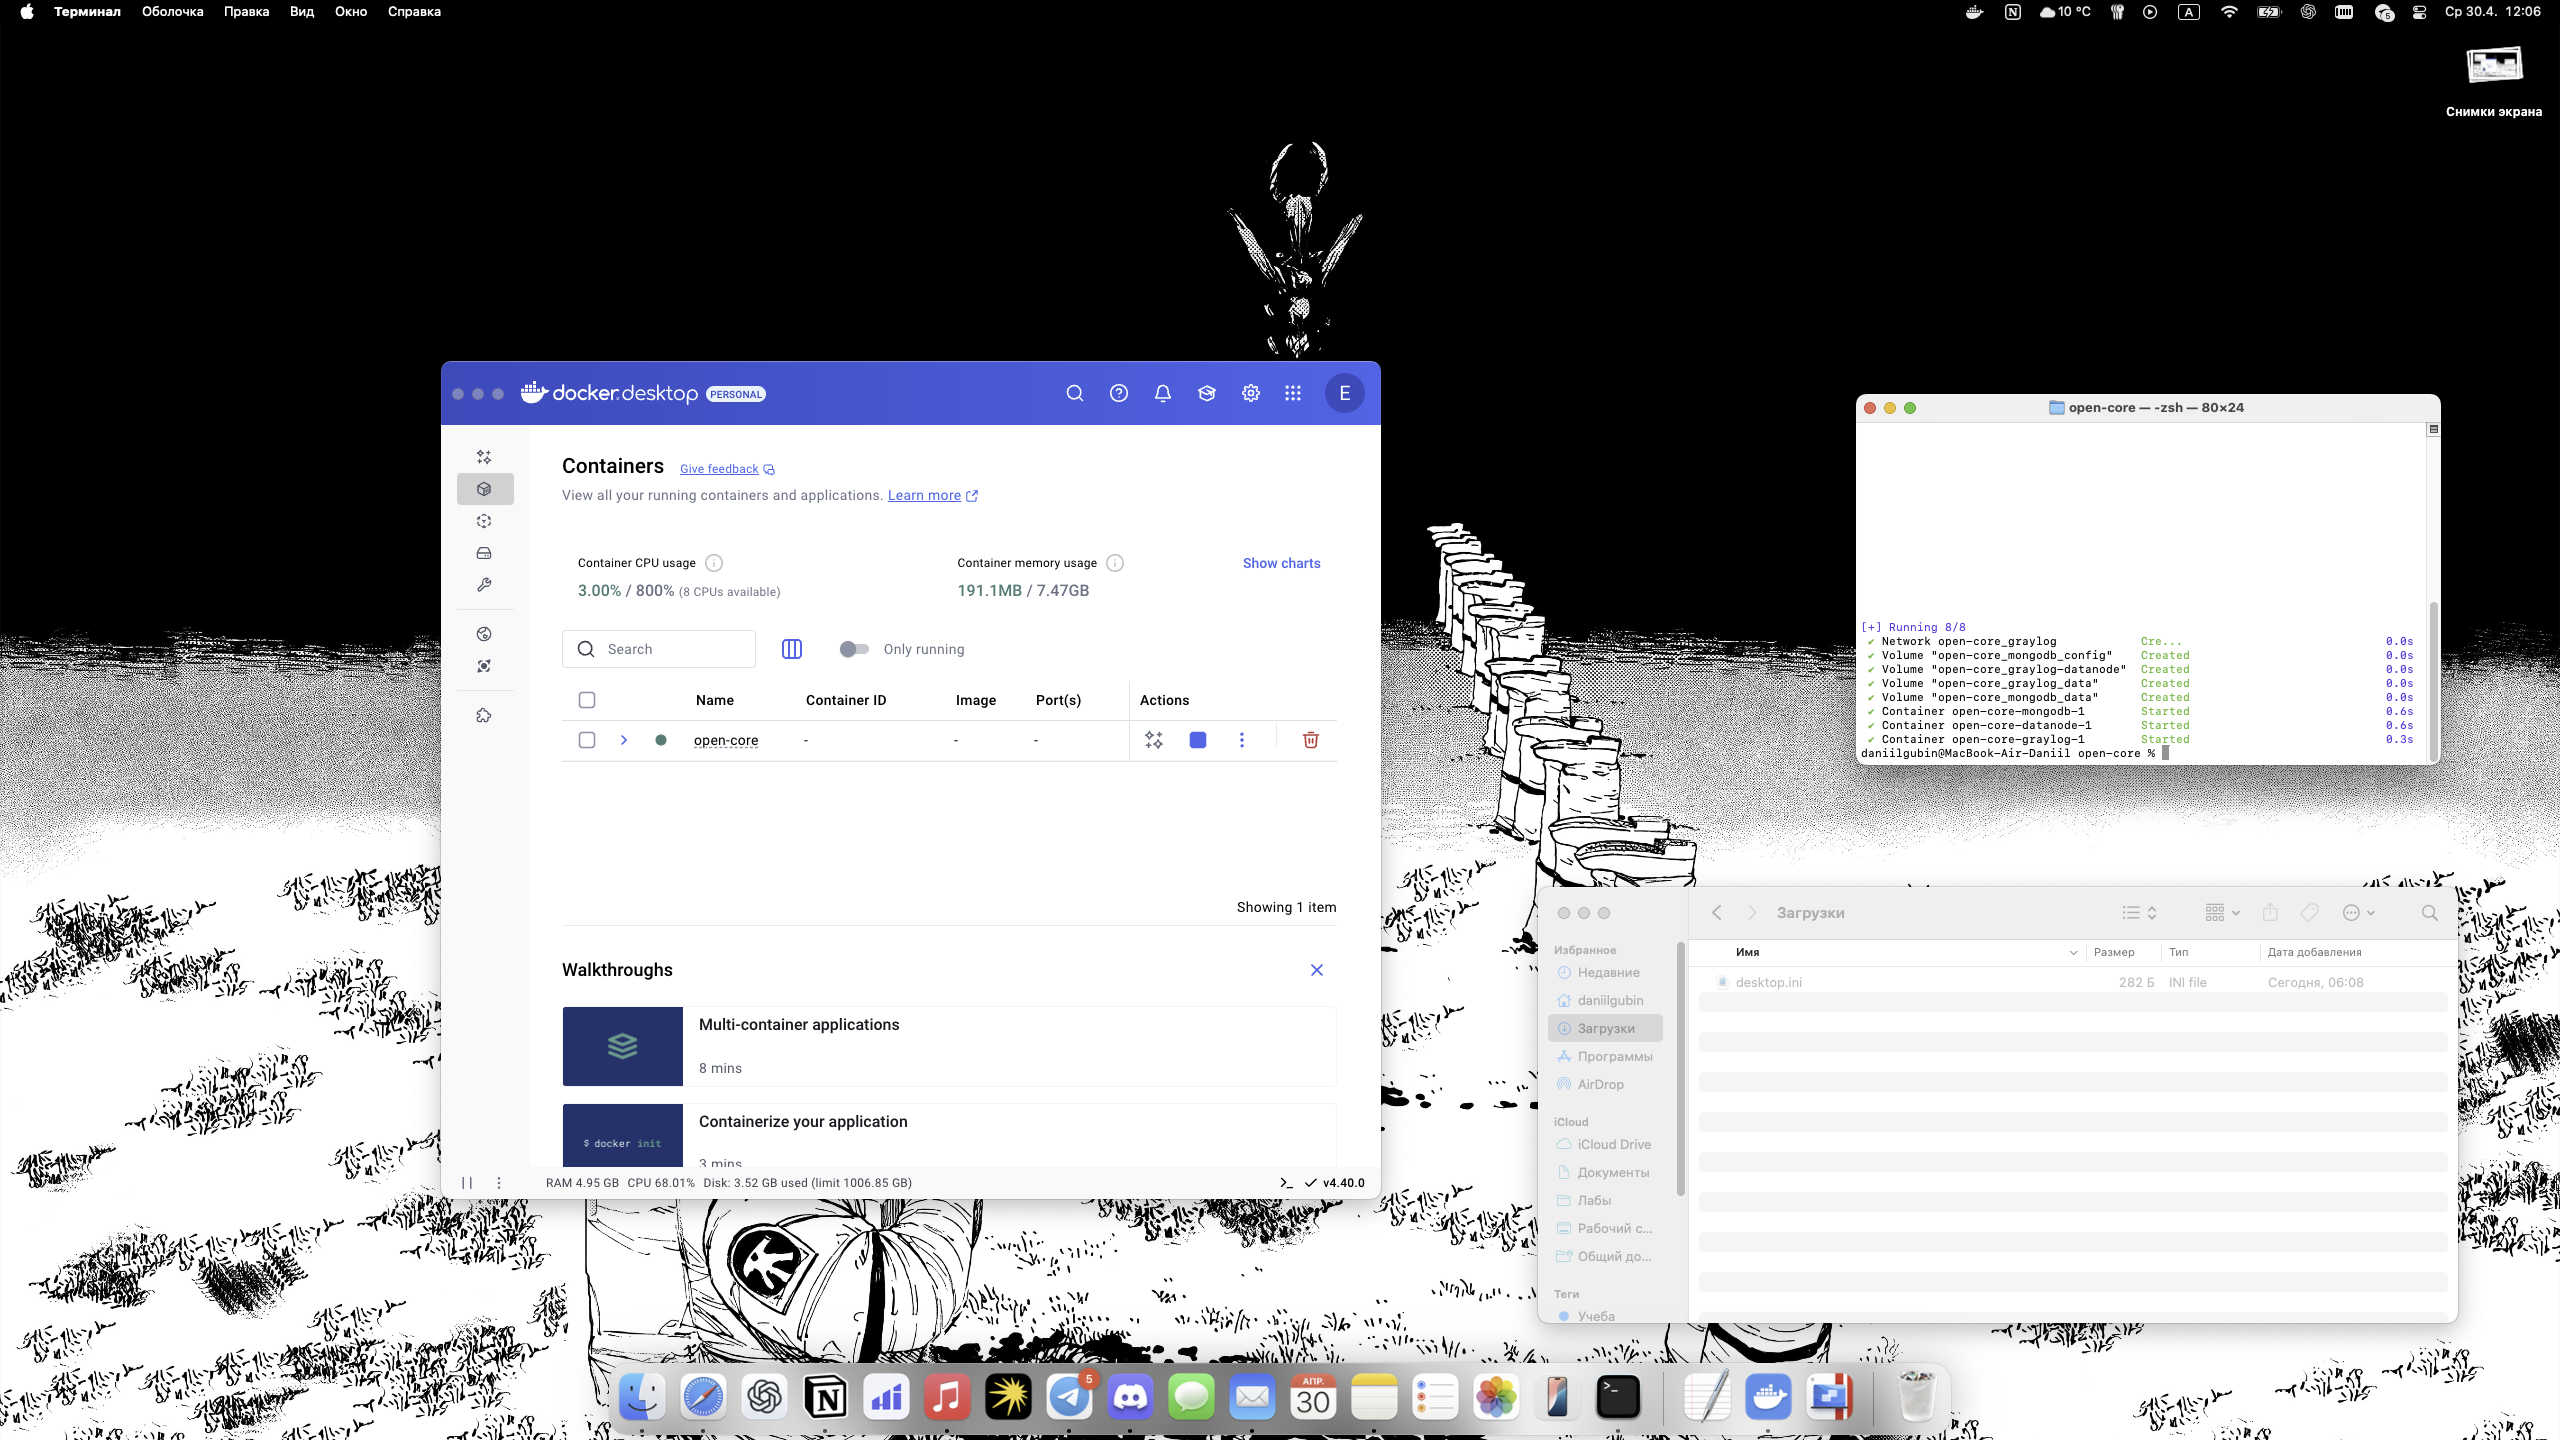 Терминал Оболочка Правка Вид Окно Справка
10 °C A 5 Ср 30.4. 12:06
Снимки экрана
docker.desktop PERSONAL
E
Containers Give feedback
View all your running containers and applications. Learn more
Container CPU usage
3.00% / 800% (8 CPUs available)
Container memory usage
191.1MB / 7.47GB
Show charts
Search
Only running
Name Container ID Image Port(s) Actions
open-core - - -
Showing 1 item
Walkthroughs
Multi-container applications
8 mins
$ docker init
Containerize your application
3 mins
RAM 4.95 GB CPU 68.01% Disk: 3.52 GB used (limit 1006.85 GB)
v4.40.0
open-core — -zsh — 80×24
[+] Running 8/8
✔ Network open-core_graylog Cre... 0.0s
✔ Volume "open-core_mongodb_config" Created 0.0s
✔ Volume "open-core_graylog-datanode" Created 0.0s
✔ Volume "open-core_graylog_data" Created 0.0s
✔ Volume "open-core_mongodb_data" Created 0.0s
✔ Container open-core-mongodb-1 Started 0.6s
✔ Container open-core-datanode-1 Started 0.6s
✔ Container open-core-graylog-1 Started 0.3s
daniilgubin@MacBook-Air-Daniil open-core %
Загрузки
Избранное
Недавние
daniilgubin
Загрузки
Программы
AirDrop
iCloud
iCloud Drive
Документы
Лабы
Рабочий с...
Общий до...
Теги
Учеба
Имя Размер Тип Дата добавления
desktop.ini 282 Б INI file Сегодня, 06:08
5
АПР.
30